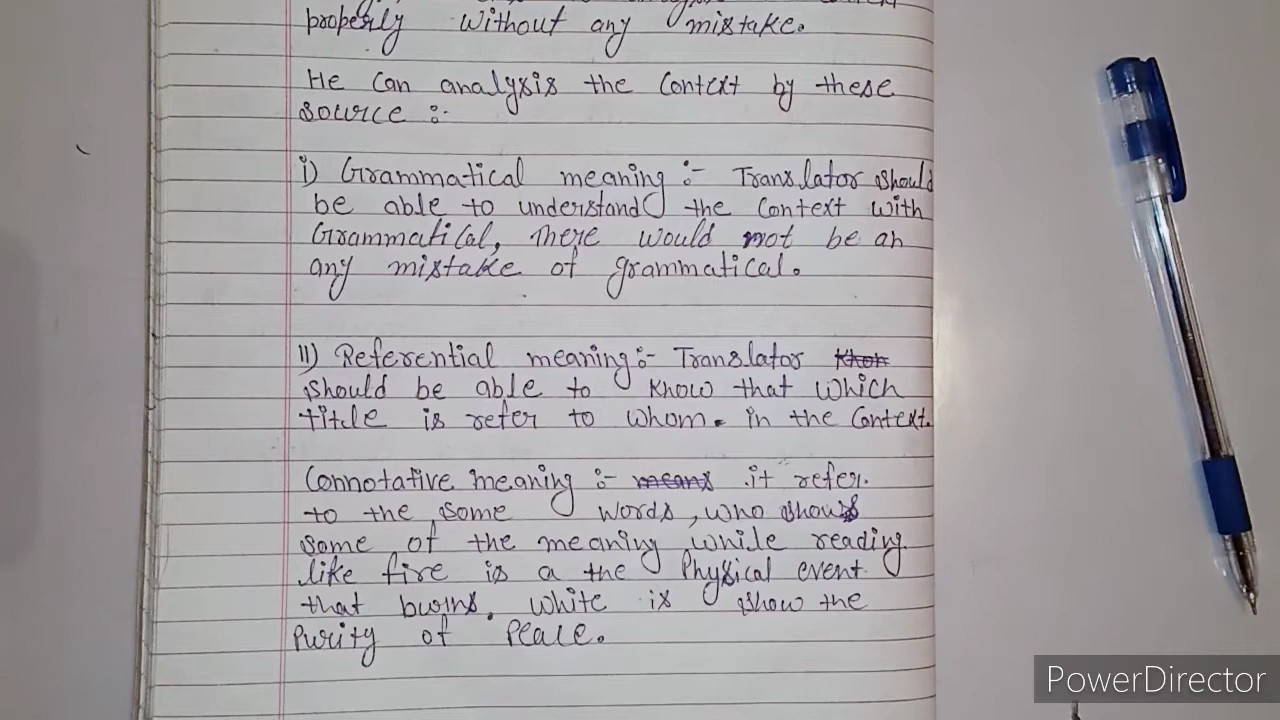 properly without any mistake.
He can analysis the context by these
source :-
i) Grammatical meaning :- Translator should
be able to understand the context with
Grammatical, there would not be an
any mistake of grammatical.
II) Referential meaning :- Translator
should be able to know that which
title is refer to whom. in the context.
Connotative meaning :- means it refer.
to the some words, who shows
some of the meaning while reading
like fire is a the Physical event
that burns. white is show the
Purity of Peace.
PowerDirector